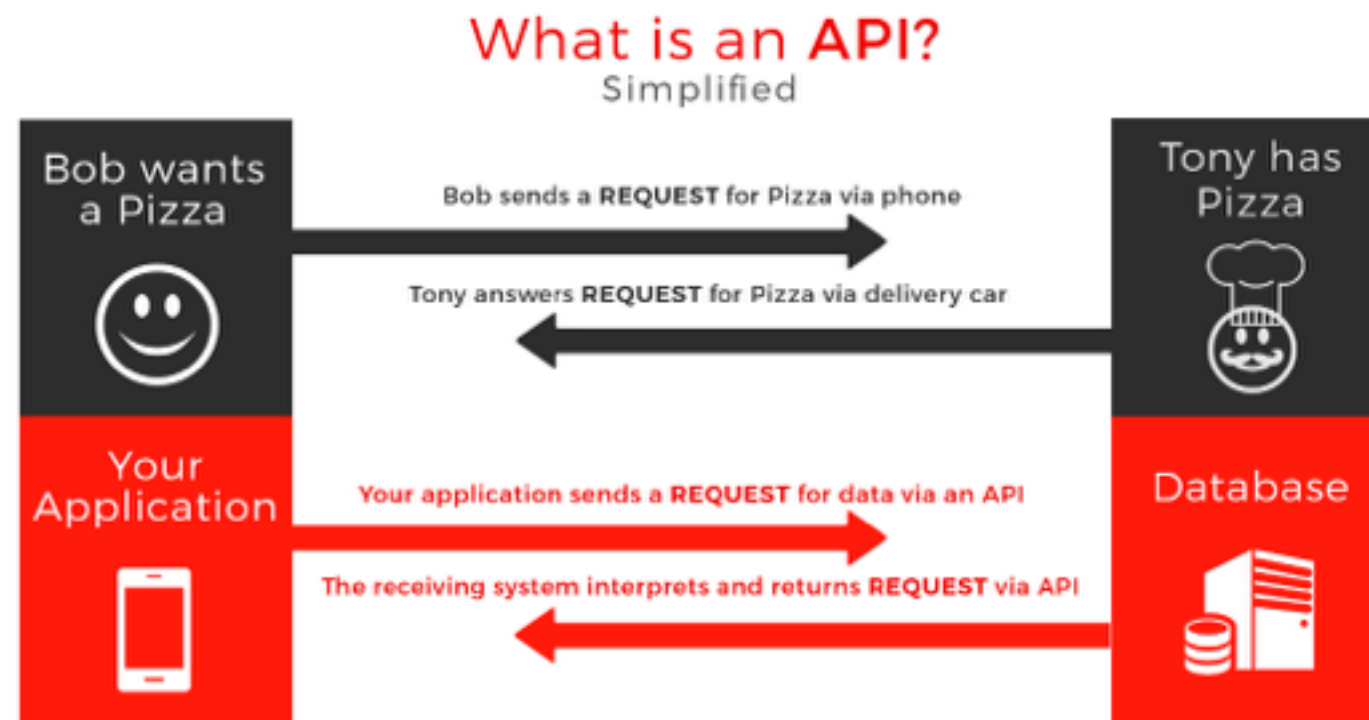 What is an API?
Simplified
Bob wants
a Pizza
Bob sends a REQUEST for Pizza via phone
Tony answers REQUEST for Pizza via delivery car
Tony has
Pizza
Your
Application
Your application sends a REQUEST for data via an API
The receiving system interprets and returns REQUEST via API
Database